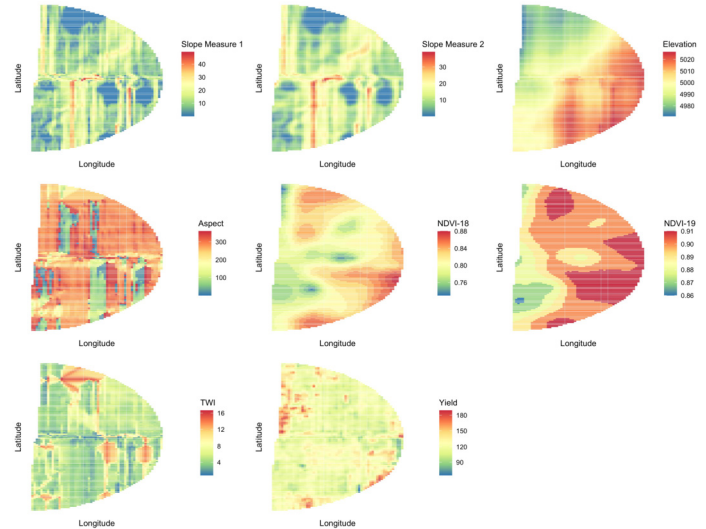 Slope Measure 1
40
30
20
10
Latitude
Longitude
Slope Measure 2
30
20
10
Latitude
Longitude
Elevation
5020
5010
5000
4990
4980
Latitude
Longitude
Aspect
300
200
100
Latitude
Longitude
NDVI-18
0.88
0.84
0.80
0.76
Latitude
Longitude
NDVI-19
0.91
0.90
0.89
0.88
0.87
0.86
Latitude
Longitude
TWI
16
12
8
4
Latitude
Longitude
Yield
180
150
120
90
Latitude
Longitude